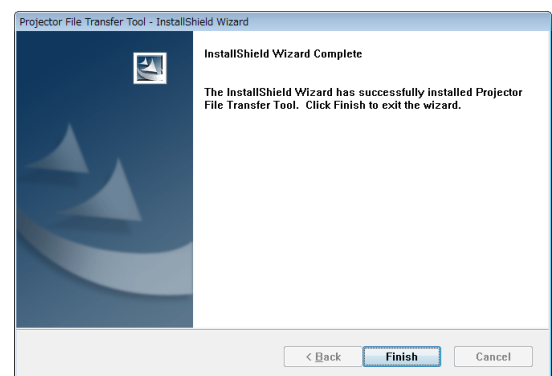 Projector File Transfer Tool - InstallShield Wizard
InstallShield Wizard Complete
The InstallShield Wizard has successfully installed Projector
File Transfer Tool. Click Finish to exit the wizard.
< Back Finish Cancel